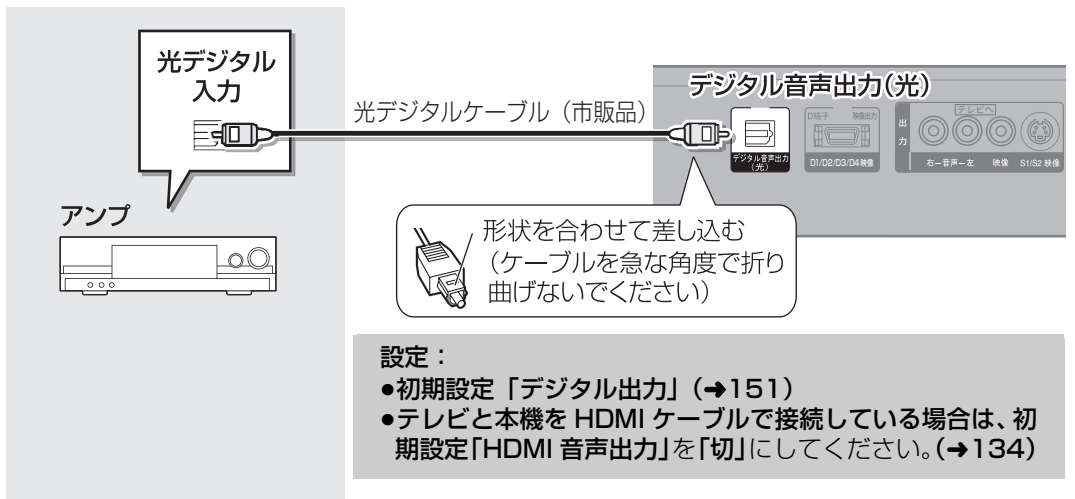 光デジタル
入力
アンプ
光デジタルケーブル（市販品）
デジタル音声出力（光）
デジタル音声出力
（光）
D端子 映像出力
D1/D2/D3/D4映像
出力
テレビへ
右－音声－左 映像 S1/S2 映像
形状を合わせて差し込む
（ケーブルを急な角度で折り
曲げないでください）
設定：
●初期設定「デジタル出力」（➔151）
●テレビと本機を HDMI ケーブルで接続している場合は、初
期設定「HDMI 音声出力」を「切」にしてください。（➔134）